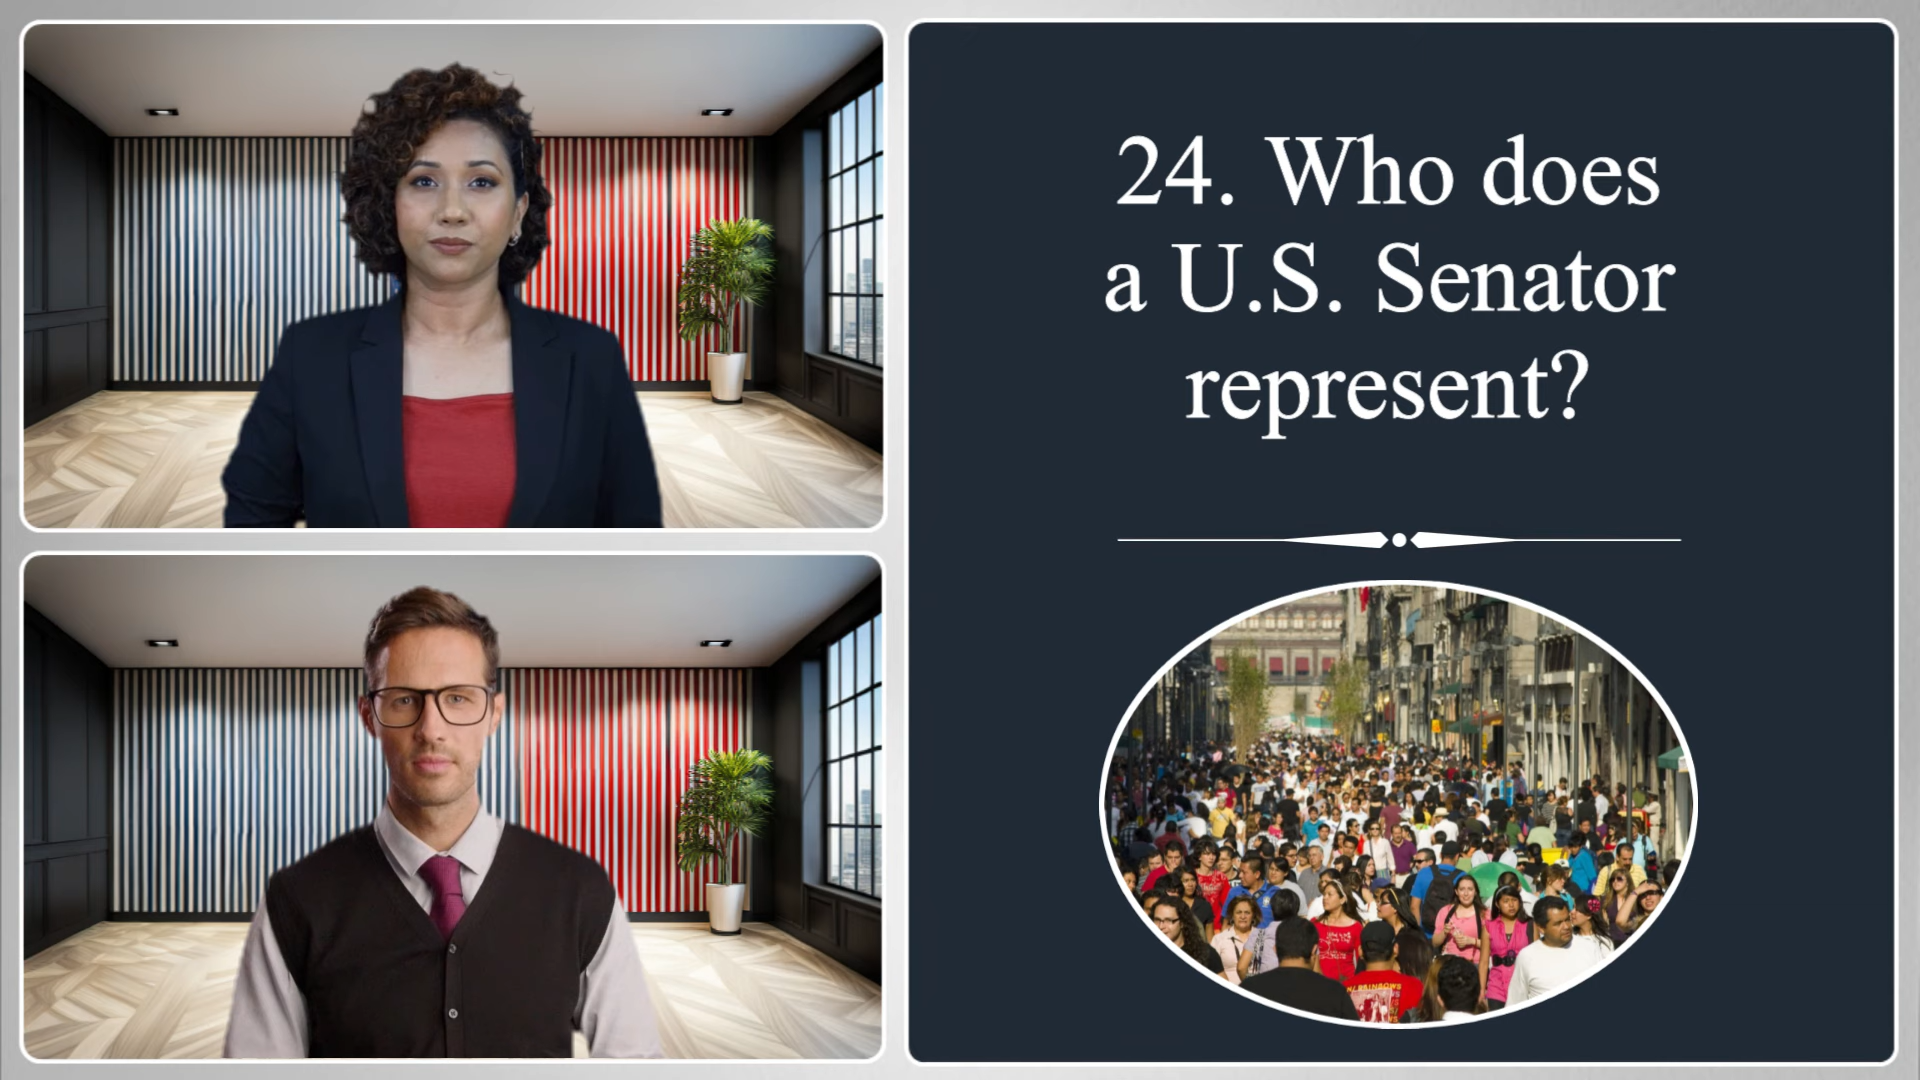 24. Who does
a U.S. Senator
represent?